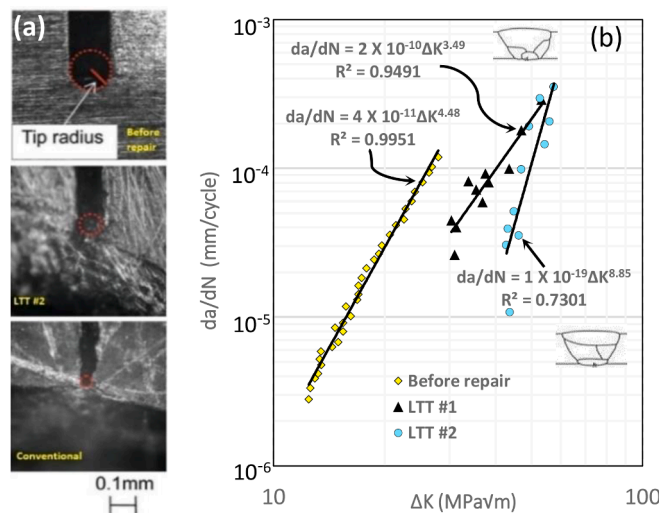 (a)
Tip radius
Before
repair
LTT #2
Conventional
0.1mm
(b)
da/dN (mm/cycle)
10⁻³
10⁻⁴
10⁻⁵
10⁻⁶
da/dN = 2 X 10⁻¹⁰ΔK³·⁴⁹
R² = 0.9491
da/dN = 4 X 10⁻¹¹ΔK⁴·⁴⁸
R² = 0.9951
da/dN = 1 X 10⁻¹⁹ΔK⁸·⁸⁵
R² = 0.7301
Before repair
LTT #1
LTT #2
10
ΔK (MPa√m)
100